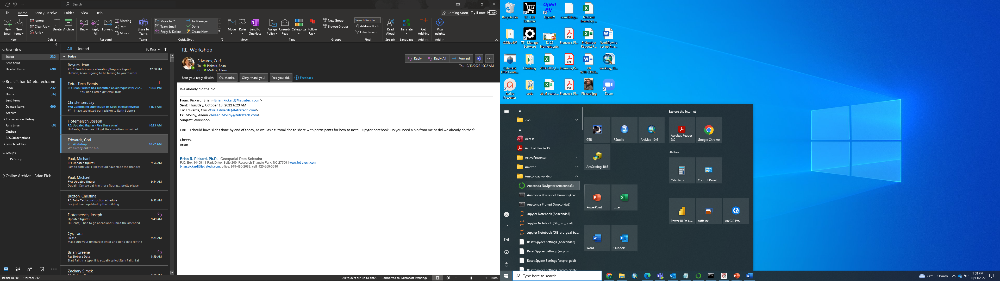 Search
File Home Send / Receive Folder View Help
Coming Soon Try it now Off
New Email
New Items
Ignore
Clean Up
Junk
Delete
Archive
Reply
Reply All
Forward
Meeting
IM
More
Share to Teams
Move to: ?
Team Email
Reply & Delete
To Manager
Done
Create New
Move
Rules
Send to OneNote
Assign Policy
Unread/ Read
Categorize
Follow Up
New Group
Browse Groups
Search People
Address Book
Filter Email
Read Aloud
Translate
Get Add-ins
Viva Insights
New Delete Respond Teams Quick Steps Move Tags Groups Find Speech Language Add-ins Add-in
Favorites
Inbox 232
Sent Items
Deleted Items 690
Brian.Pickard@tetratech.com
Inbox 232
Drafts [26]
Sent Items
Deleted Items 690
Archive
Conversation History
Junk Email [60]
Outbox
RSS Subscriptions
Search Folders
Groups
TTS Group
Online Archive - Brian.Pick...
All Unread By Date
Today
Boyum, Jean
RE: Chloride invoice allocation/Progress Report 12:58 PM
Hi Brian, Kevin is going to be talking to you to work
Tetra Tech Events
RE: Brian Pickard has submitted an air request for 202... 12:49 PM
You don't often get email from
Christensen, Jay
FW: Confirming submission to Earth-Science Reviews 11:21 AM
FYI - I have submitted our revision to Earth Science
Flotemersch, Joseph
RE: Updated figures - Use these ones! 10:23 AM
Hi Gents, Awesome. I'll get the correction submitted
Edwards, Cori
RE: Workshop 10:22 AM
We already did the bio.
Paul, Michael
RE: Updated figures 9:56 AM
I am so sorry Joe. I likely could have made the changes –
Paul, Michael
FW: Updated figures 9:54 AM
Dude!!! Can we get him those figures....pretty please.
Buxton, Christina
RE: Tetra Tech construction schedule 9:52 AM
I've just been updated by the building
Flotemersch, Joseph
Updated figures 9:49 AM
Hi Gents, I had to go ahead and submit the amended
Cyr, Tara
Please 9:23 AM
Make sure your timecard is enter and up to date for the
Brian Greene
Re: Biobase Data 8:59 AM
Start Falls is a typo. It is actually called Stark Falls. Let
Zachary Simek
Items: 18,285 Unread: 232
All folders are up to date. Connected to: Microsoft Exchange 100%
RE: Workshop
Edwards, Cori
To Pickard, Brian
Cc Molloy, Aileen
Reply Reply All Forward
Thu 10/13/2022 10:22 AM
Start your reply all with: Ok, thanks. Okay, thank you! Yes, you did. Feedback
We already did the bio.
From: Pickard, Brian <Brian.Pickard@tetratech.com>
Sent: Thursday, October 13, 2022 6:29 AM
To: Edwards, Cori <Cori.Edwards@tetratech.com>
Cc: Molloy, Aileen <Aileen.Molloy@tetratech.com>
Subject: Workshop
Cori – I should have slides done by end of today, as well as a tutorial doc to share with participants for how to install Jupyter notebook. Do you need a bio from me or did we already do that?
Cheers,
Brian
Brian R. Pickard, Ph.D. | Geospatial Data Scientist
P.O. Box 14409 | 1 Park Drive, Suite 200, Research Triangle Park, NC 27709 | www.tetratech.com
brian.pickard@tetratech.com; office: 919-485-2083; cell: 425-269-3610
Open EV
Recycle Bin
TT - Get Software
OpenEV
correllelog...
Nutrient Inventory ...
OSGeo4W
TT - Manage Software
12_22 Nutrient.pptx
Franzosa_Pi...
P Number Request F...
Workflow to set up Ana...
CyberArk EPM Contr...
Climbing
2014-2018_t...
Franzosa_Pi...
P8 WTR-T3893...
working_13...
Active Presenter
code
ab_rf_featur...
Franzosa_Pi...
Pickard.jpg
Zoom
#
7-Zip
A
Access
Acrobat Reader DC
ActivePresenter
Amazon
Anaconda3 (64-bit)
Anaconda Navigator (Anaconda3)
Anaconda Powershell Prompt (Anac...
Anaconda Prompt (Anaconda3)
Jupyter Notebook (Anaconda3)
Jupyter Notebook (GIS_pro_gdal)
Jupyter Notebook (GIS_pro_gdal_ba...
Reset Spyder Settings (Anaconda3)
Reset Spyder Settings (arcpro)
Reset Spyder Settings (arcpro_gdal)
Reset Spyder Settings (arcpro_gdal2)
GTB RStudio ArcMap 10.6
ArcCatalog 10.6
PowerPoint Excel
Word Outlook
Explore the Internet
Acrobat Reader DC
Google Chrome
Utilities
Calculator Control Panel
Power BI Desk... caffeine ArcGIS Pro
Type here to search
68°F Cloudy
1:08 PM
10/13/2022